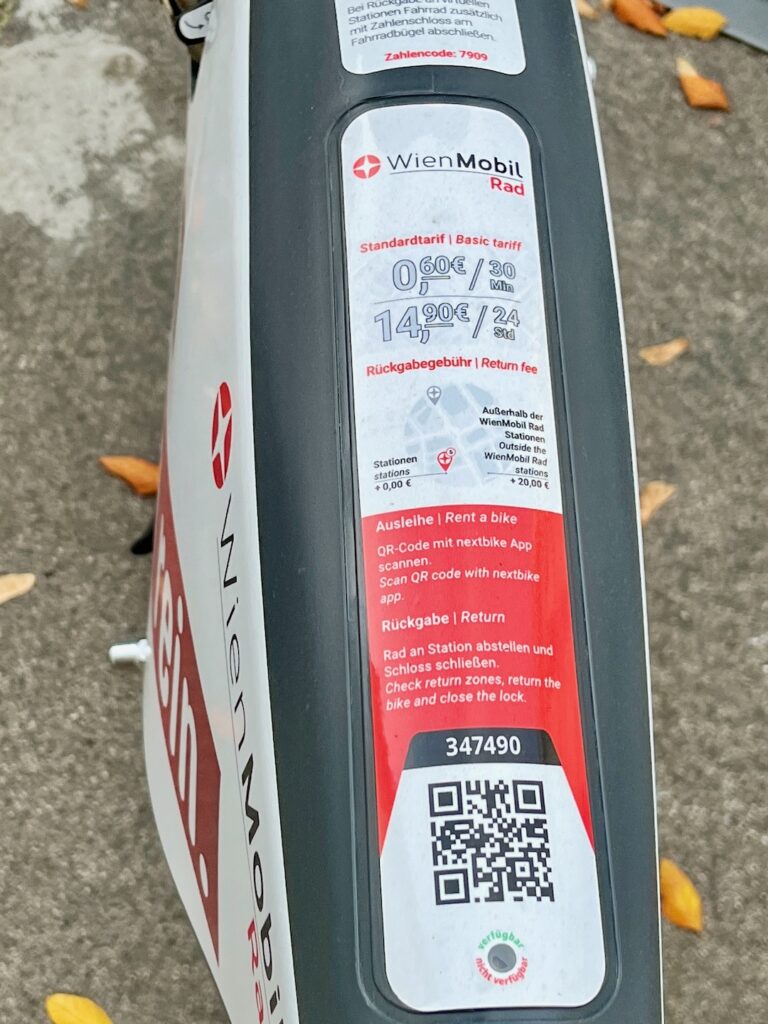 Bei Rückgabe an virtuellen
Stationen Fahrrad zusätzlich
mit Zahlenschloss am
Fahrradbügel abschließen.
Zahlencode: 7909
WienMobil
Rad
Standardtarif | Basic tariff
0,60€ / 30 Min
14,90€ / 24 Std
Rückgabegebühr | Return fee
Außerhalb der
WienMobil Rad
Stationen
Outside the
WienMobil Rad
stations
+ 20,00 €
Stationen
stations
+ 0,00 €
Ausleihe | Rent a bike
QR-Code mit nextbike App
scannen.
Scan QR code with nextbike
app.
Rückgabe | Return
Rad an Station abstellen und
Schloss schließen.
Check return zones, return the
bike and close the lock.
347490
verfügbar
nicht verfügbar
WienMobil